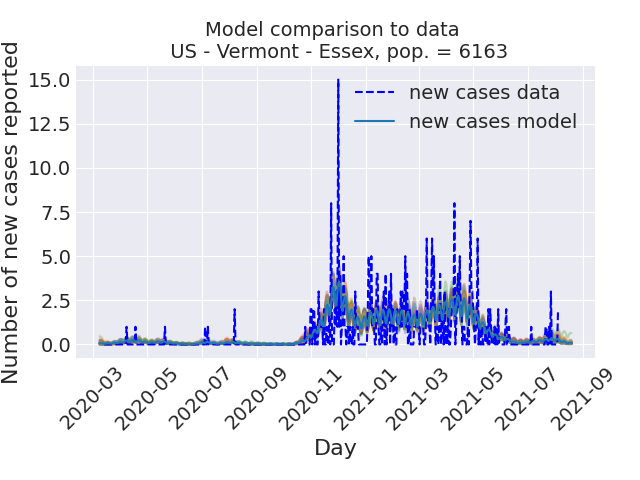 Model comparison to data
US - Vermont - Essex, pop. = 6163
Number of new cases reported
15.0
12.5
10.0
7.5
5.0
2.5
0.0
new cases data
new cases model
2020-03
2020-05
2020-07
2020-09
2020-11
2021-01
2021-03
2021-05
2021-07
2021-09
Day